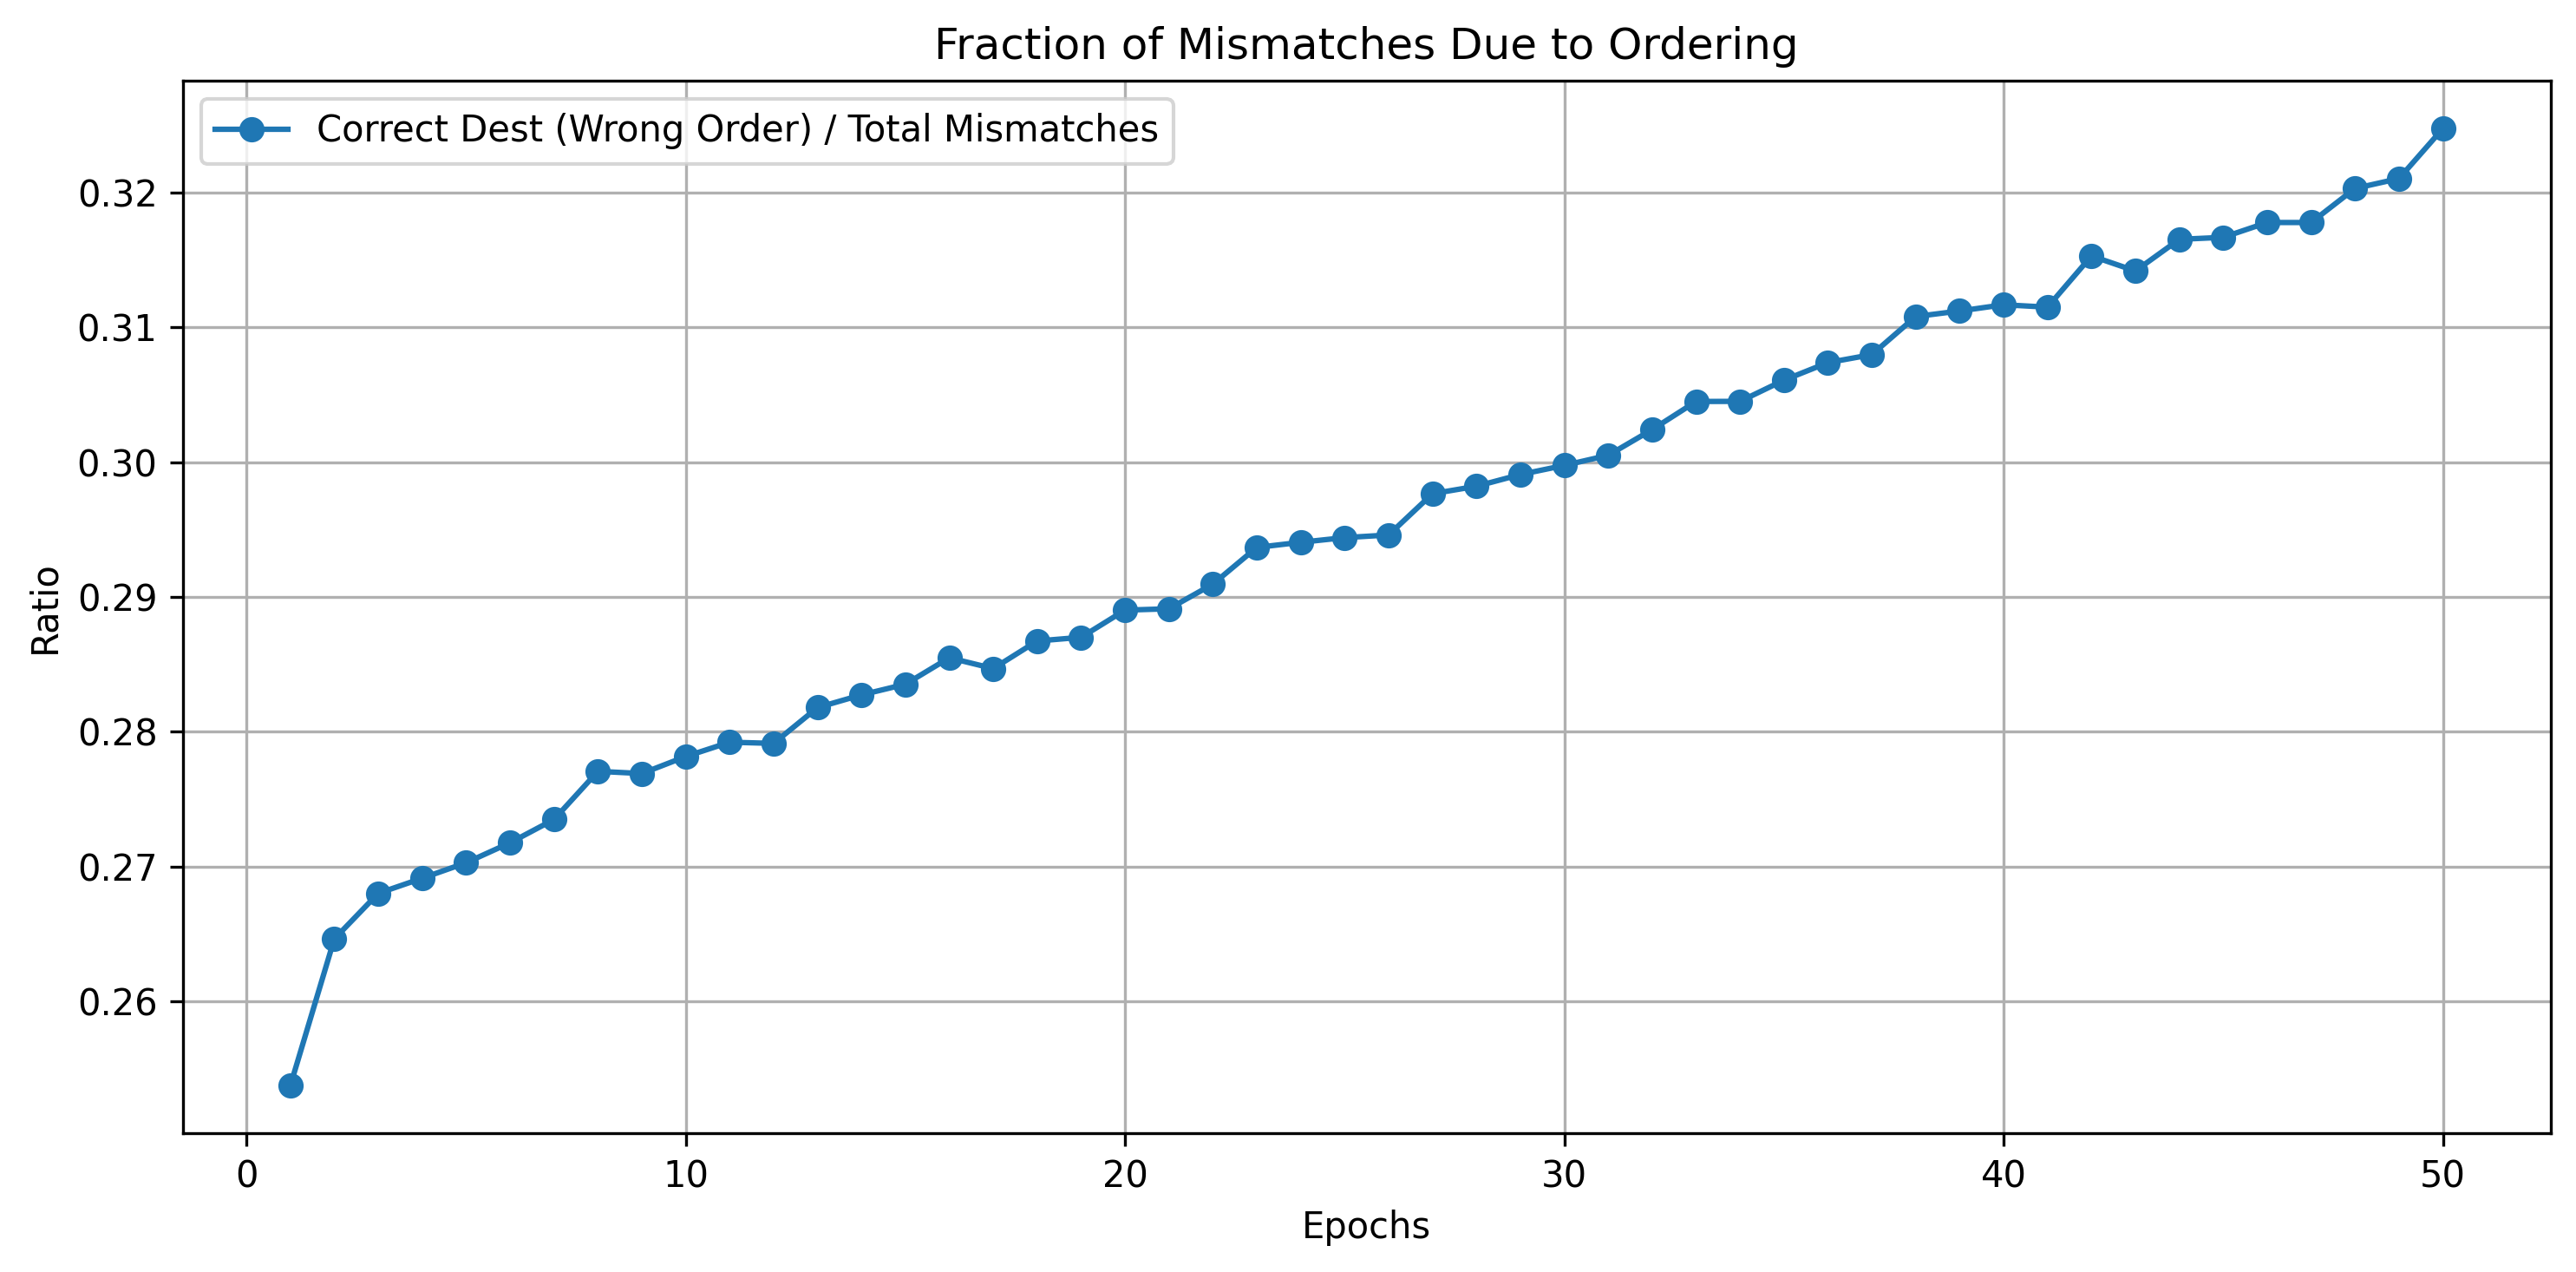 Fraction of Mismatches Due to Ordering
Correct Dest (Wrong Order) / Total Mismatches
0.32
0.31
0.30
0.29
0.28
0.27
0.26
Ratio
0 10 20 30 40 50
Epochs